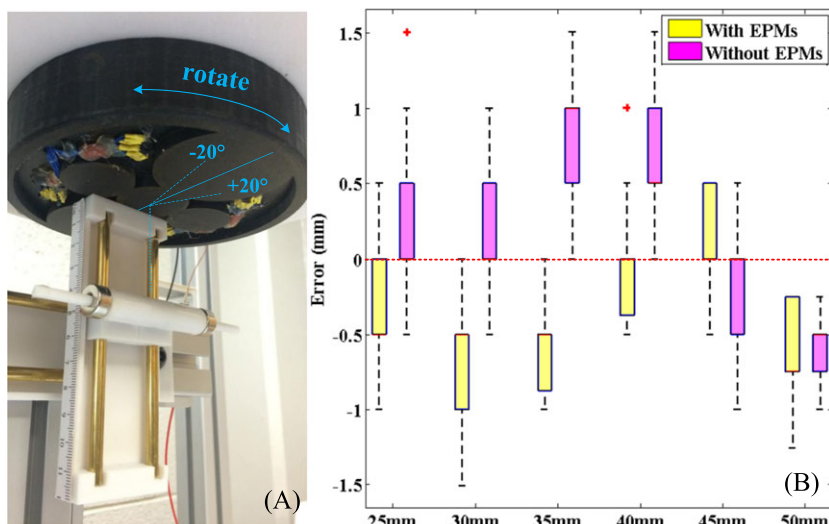 rotate
-20°
+20°
(A)
With EPMs
Without EPMs
Error (mm)
1.5
1
0.5
0
-0.5
-1
-1.5
25mm
30mm
35mm
40mm
45mm
50mm
(B)